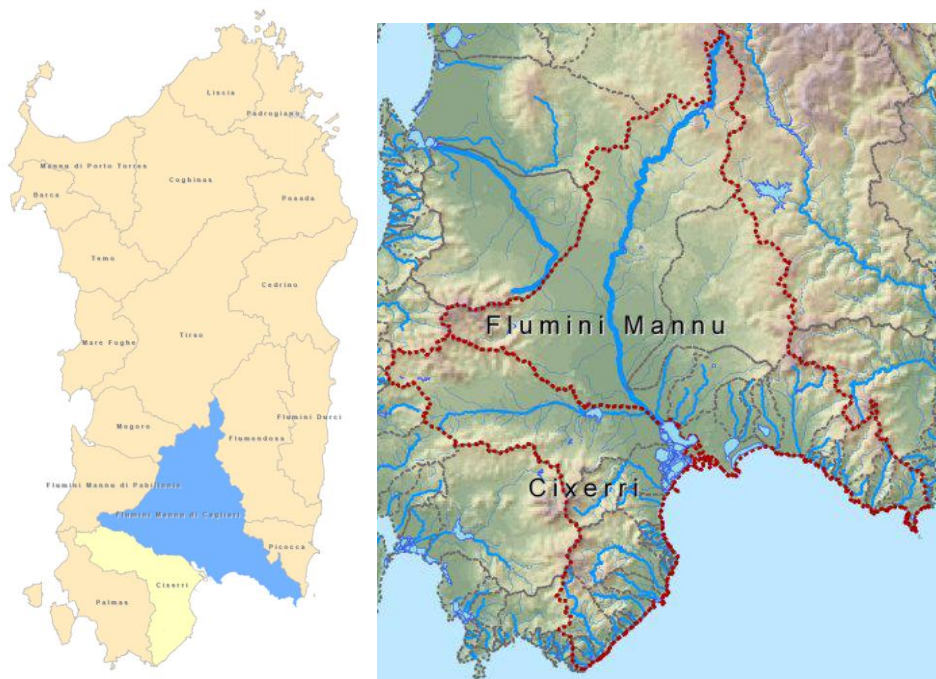 Liscia
Padrogiano
Mannu di Porto Torres
Coghinas
Barca
Posada
Temo
Cedrino
Tirso
Mare Foghe
Flumini Durci
Mogoro
Flumendosa
Flumini Mannu di Pabillonis
Flumini Mannu di Cagliari
Picocca
Cixerri
Palmas
Flumini Mannu
Cixerri